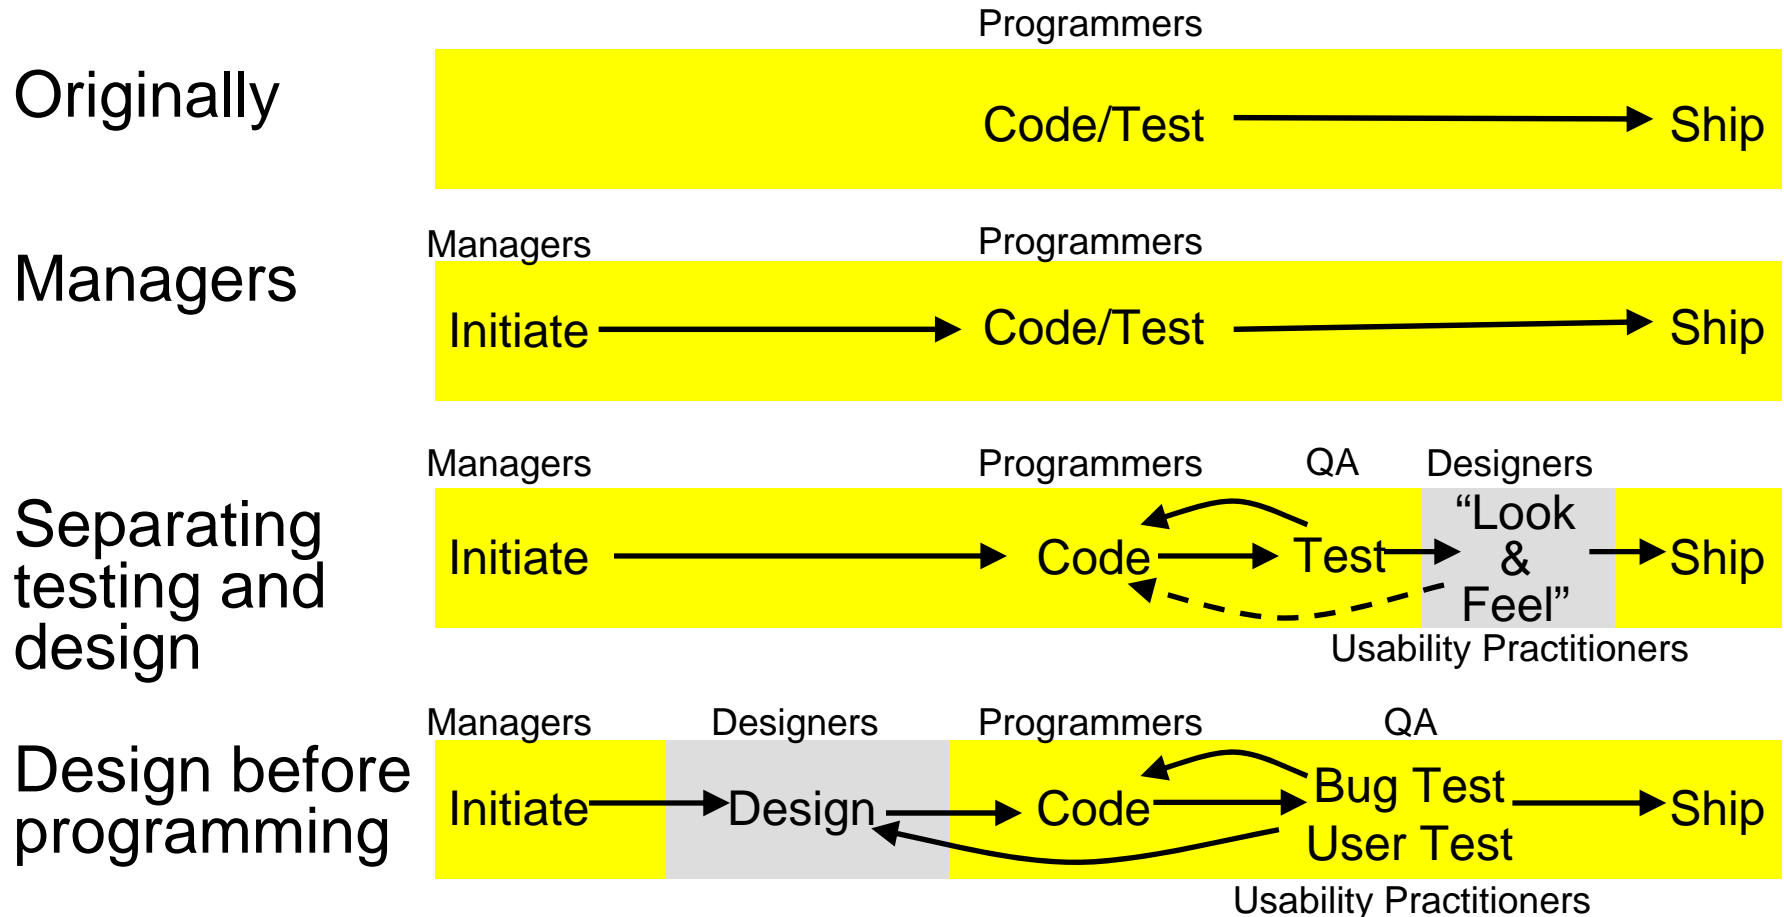 Programmers
Originally
Code/Test
Ship
Managers
Programmers
Managers
Initiate
Code/Test
Ship
Managers
Programmers
QA
Designers
Separating
testing and
design
Initiate
Code
Test
“Look
&
Feel”
Ship
Usability Practitioners
Managers
Designers
Programmers
QA
Design before
programming
Initiate
Design
Code
Bug Test
User Test
Ship
Usability Practitioners